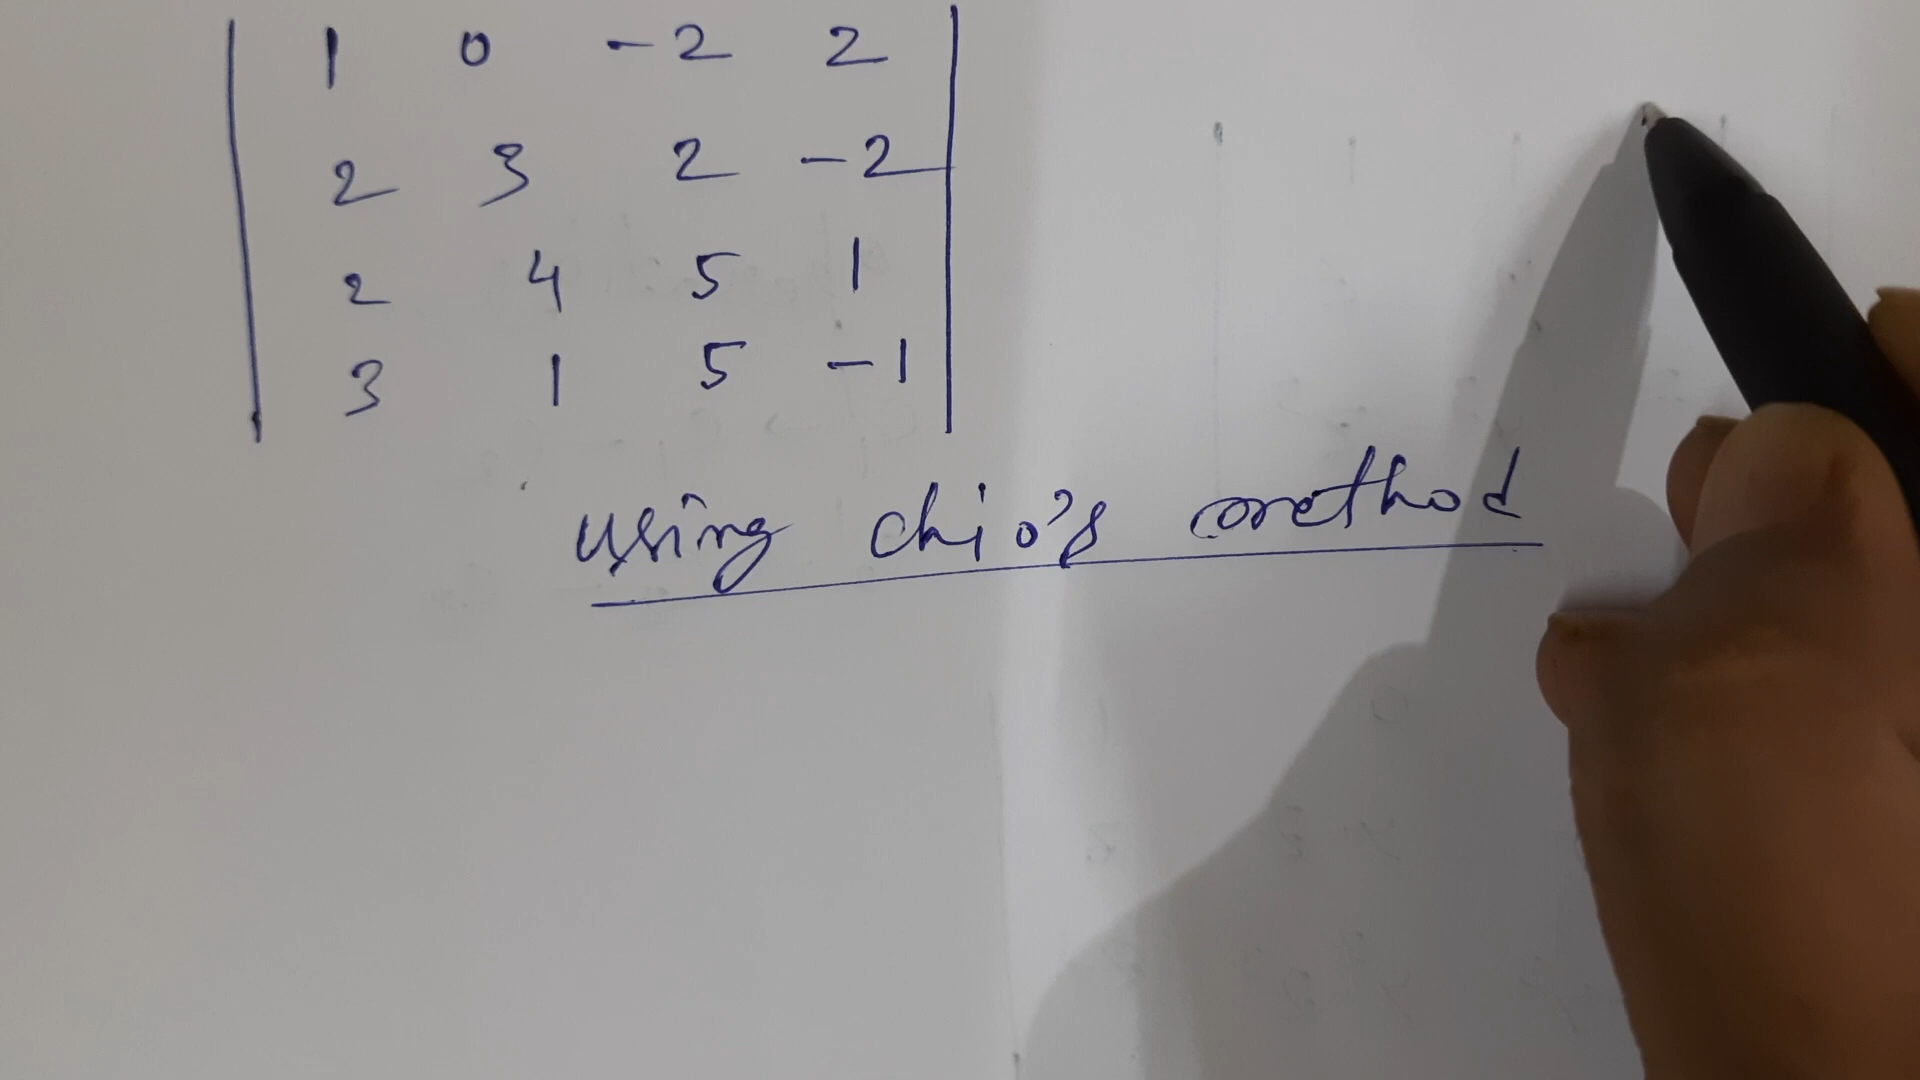 1 0 -2 2
2 3 2 -2
2 4 5 1
3 1 5 -1
using chio's method